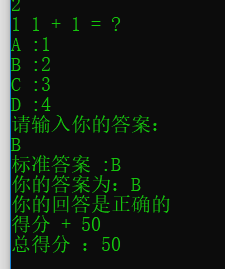 2
1 1 + 1 = ?
A :1
B :2
C :3
D :4
请输入你的答案：
B
标准答案 :B
你的答案为：B
你的回答是正确的
得分 + 50
总得分 ：50